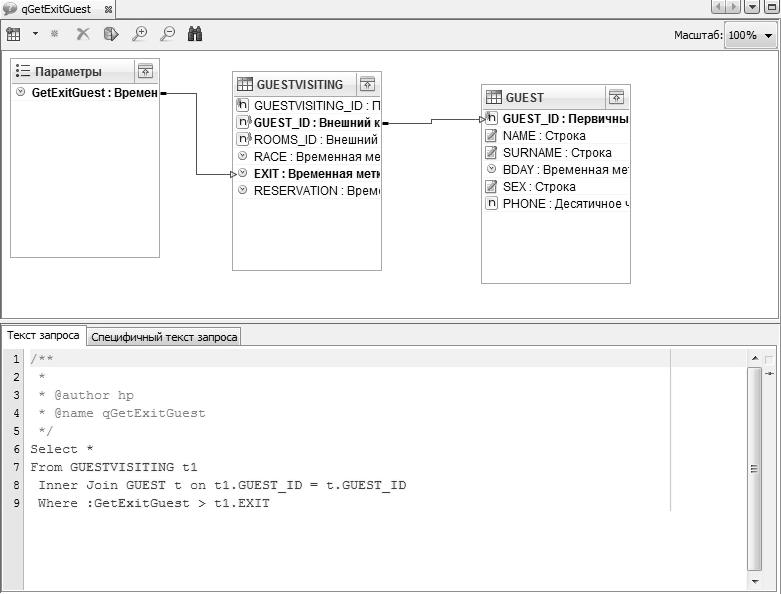 qGetExitGuest
Масштаб: 100%
Параметры
GetExitGuest : Времен
GUESTVISITING
GUESTVISITING_ID : П
GUEST_ID : Внешний к
ROOMS_ID : Внешний
RACE : Временная ме
EXIT : Временная метк
RESERVATION : Врем
GUEST
GUEST_ID : Первичны
NAME : Строка
SURNAME : Строка
BDAY : Временная мет
SEX : Строка
PHONE : Десятичное ч
Текст запроса
Специфичный текст запроса
1 /**
2 *
3 * @author hp
4 * @name qGetExitGuest
5 */
6 Select *
7 From GUESTVISITING t1
8 Inner Join GUEST t on t1.GUEST_ID = t.GUEST_ID
9 Where :GetExitGuest > t1.EXIT